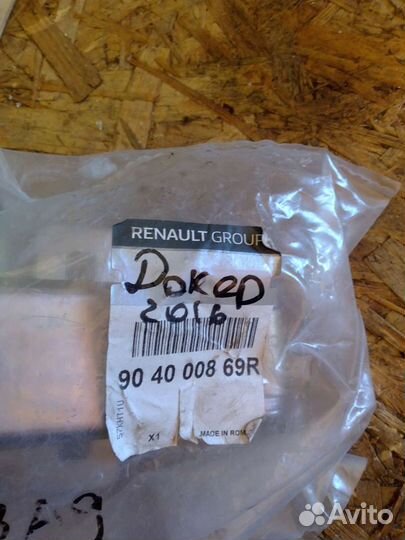 RENAULT GROUP
Докер
2016
90 40 008 69R
X1
MADE IN ROM
Avito